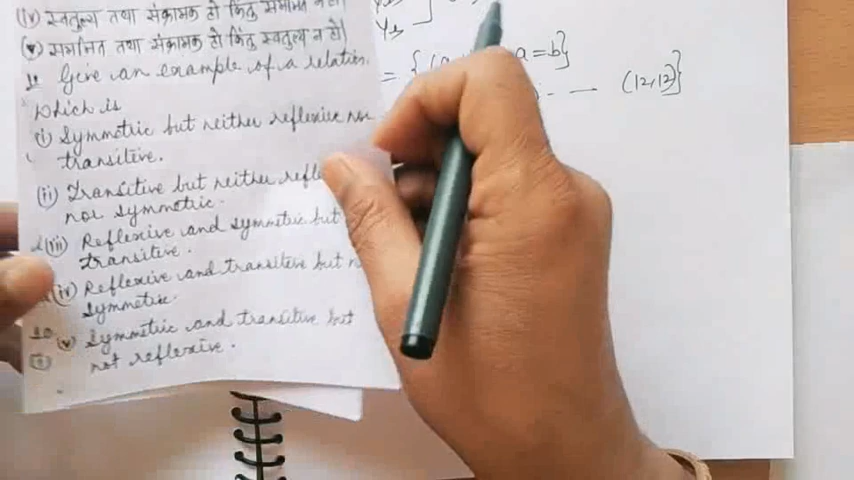 (iv) स्वतुल्य तथा संक्रामक हो किंतु सममित न हो।
(v) सममित तथा संक्रामक हो किंतु स्वतुल्य न हो।
Give an example of a relation,
Which is
(i) Symmetric but neither reflexive nor
transitive.
(ii) Transitive but neither refle
nor symmetric.
(iii) Reflexive and symmetric but
transitive.
(iv) Reflexive and transitive but n
symmetric.
(v) Symmetric and transitive but
not reflexive.
a = b}
(12,12)}